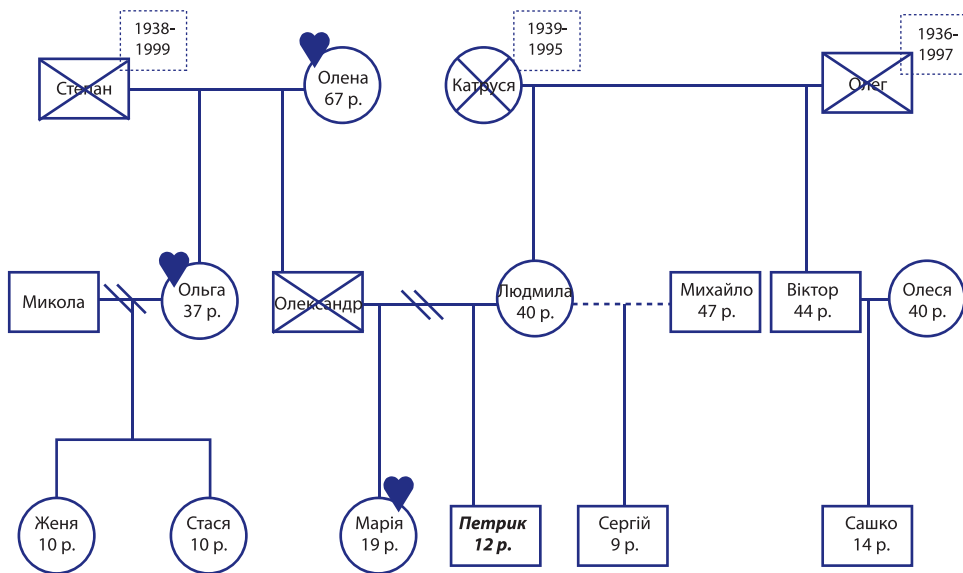 1938-
1999
Степан
Олена
67 р.
1939-
1995
Катруся
1936-
1997
Олег
Микола
Ольга
37 р.
Олександр
Людмила
40 р.
Михайло
47 р.
Віктор
44 р.
Олеся
40 р.
Женя
10 р.
Стася
10 р.
Марія
19 р.
Петрик
12 р.
Сергій
9 р.
Сашко
14 р.